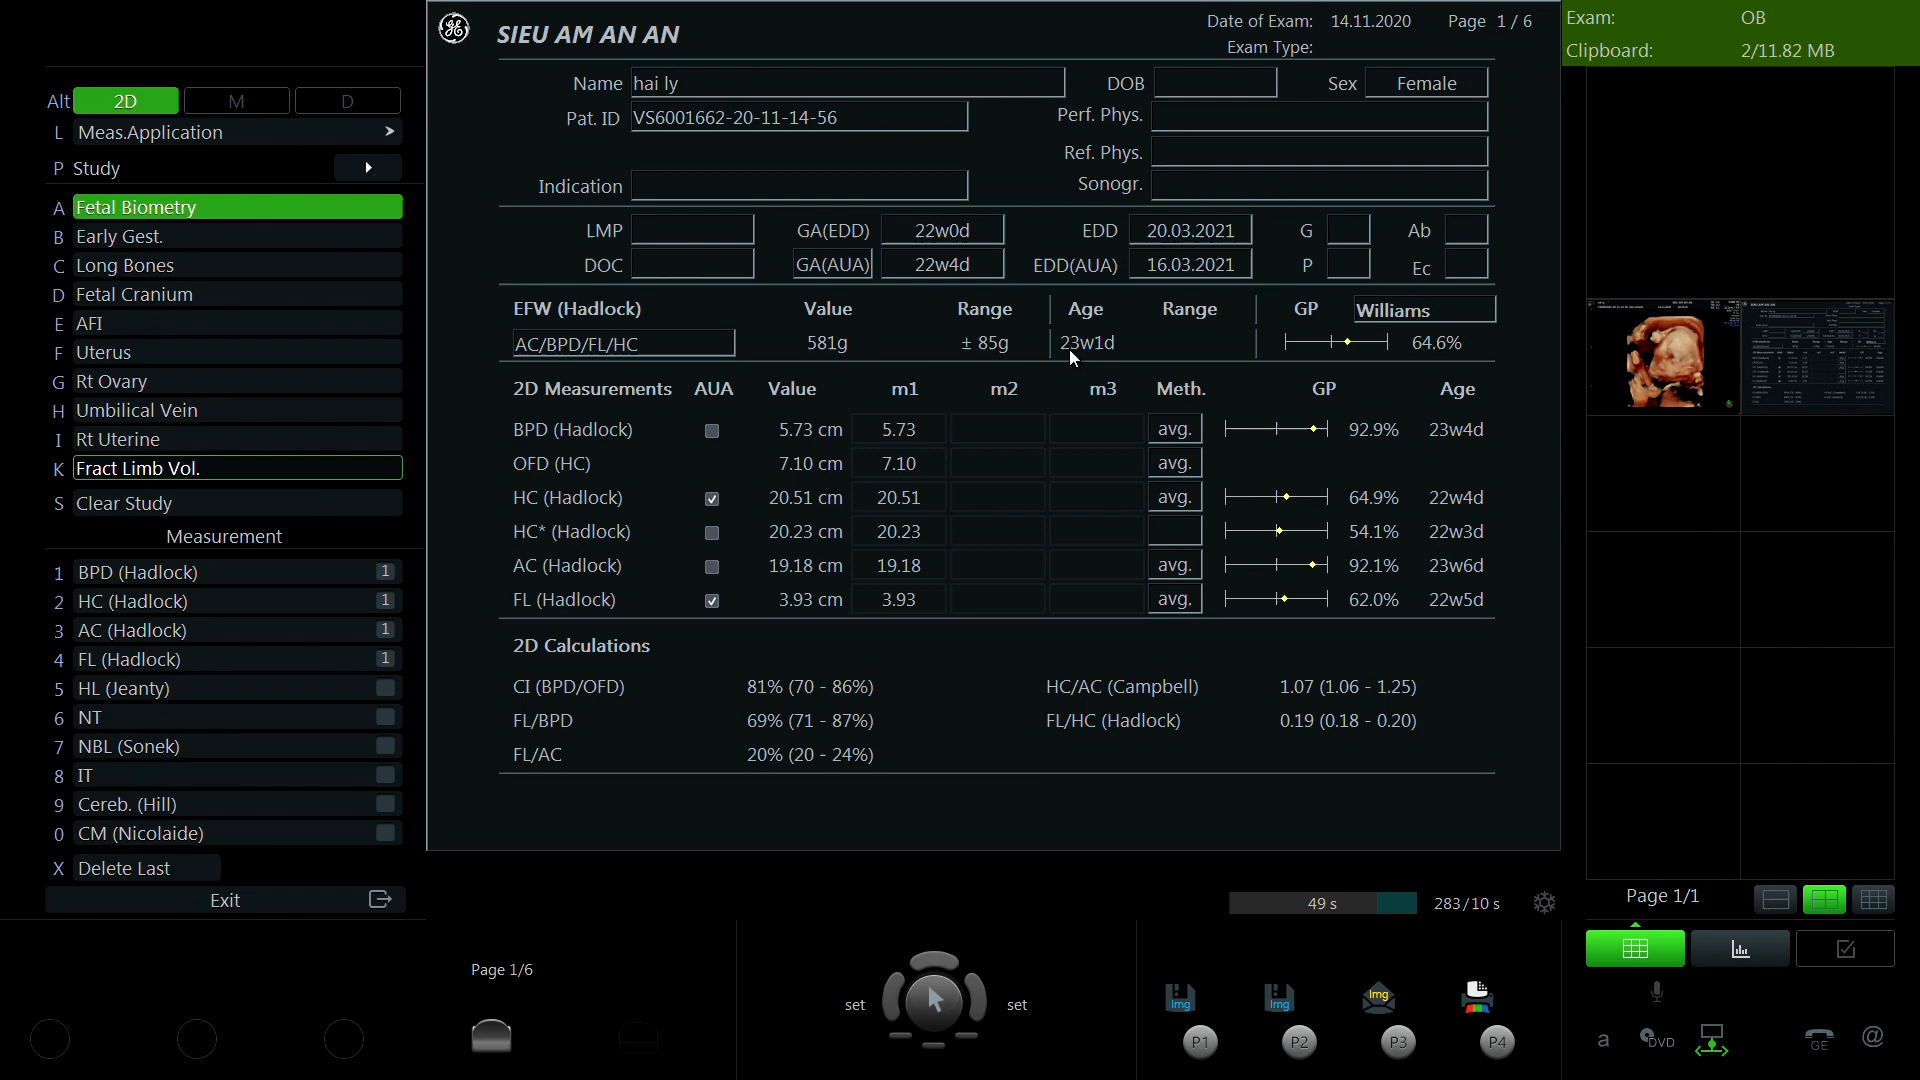 SIEU AM AN AN
Date of Exam: 14.11.2020 Page 1 / 6
Exam Type:
Exam: OB
Clipboard: 2/11.82 MB
Name hai ly DOB Sex Female
Pat. ID VS6001662-20-11-14-56 Perf. Phys.
Ref. Phys.
Indication Sonogr.
LMP GA(EDD) 22w0d EDD 20.03.2021 G Ab
DOC GA(AUA) 22w4d EDD(AUA) 16.03.2021 P Ec
EFW (Hadlock) Value Range Age Range GP Williams
AC/BPD/FL/HC 581g ± 85g 23w1d 64.6%
2D Measurements AUA Value m1 m2 m3 Meth. GP Age
BPD (Hadlock) 5.73 cm 5.73 avg. 92.9% 23w4d
OFD (HC) 7.10 cm 7.10 avg.
HC (Hadlock) 20.51 cm 20.51 avg. 64.9% 22w4d
HC* (Hadlock) 20.23 cm 20.23 54.1% 22w3d
AC (Hadlock) 19.18 cm 19.18 avg. 92.1% 23w6d
FL (Hadlock) 3.93 cm 3.93 avg. 62.0% 22w5d
2D Calculations
CI (BPD/OFD) 81% (70 - 86%) HC/AC (Campbell) 1.07 (1.06 - 1.25)
FL/BPD 69% (71 - 87%) FL/HC (Hadlock) 0.19 (0.18 - 0.20)
FL/AC 20% (20 - 24%)
Alt 2D M D
L Meas.Application >
P Study
A Fetal Biometry
B Early Gest.
C Long Bones
D Fetal Cranium
E AFI
F Uterus
G Rt Ovary
H Umbilical Vein
I Rt Uterine
K Fract Limb Vol.
S Clear Study
Measurement
1 BPD (Hadlock) 1
2 HC (Hadlock) 1
3 AC (Hadlock) 1
4 FL (Hadlock) 1
5 HL (Jeanty)
6 NT
7 NBL (Sonek)
8 IT
9 Cereb. (Hill)
0 CM (Nicolaide)
X Delete Last
Exit
49 s 283/10 s
Page 1/1
Page 1/6
set set
Img Img Img
P1 P2 P3 P4
a DVD GE @